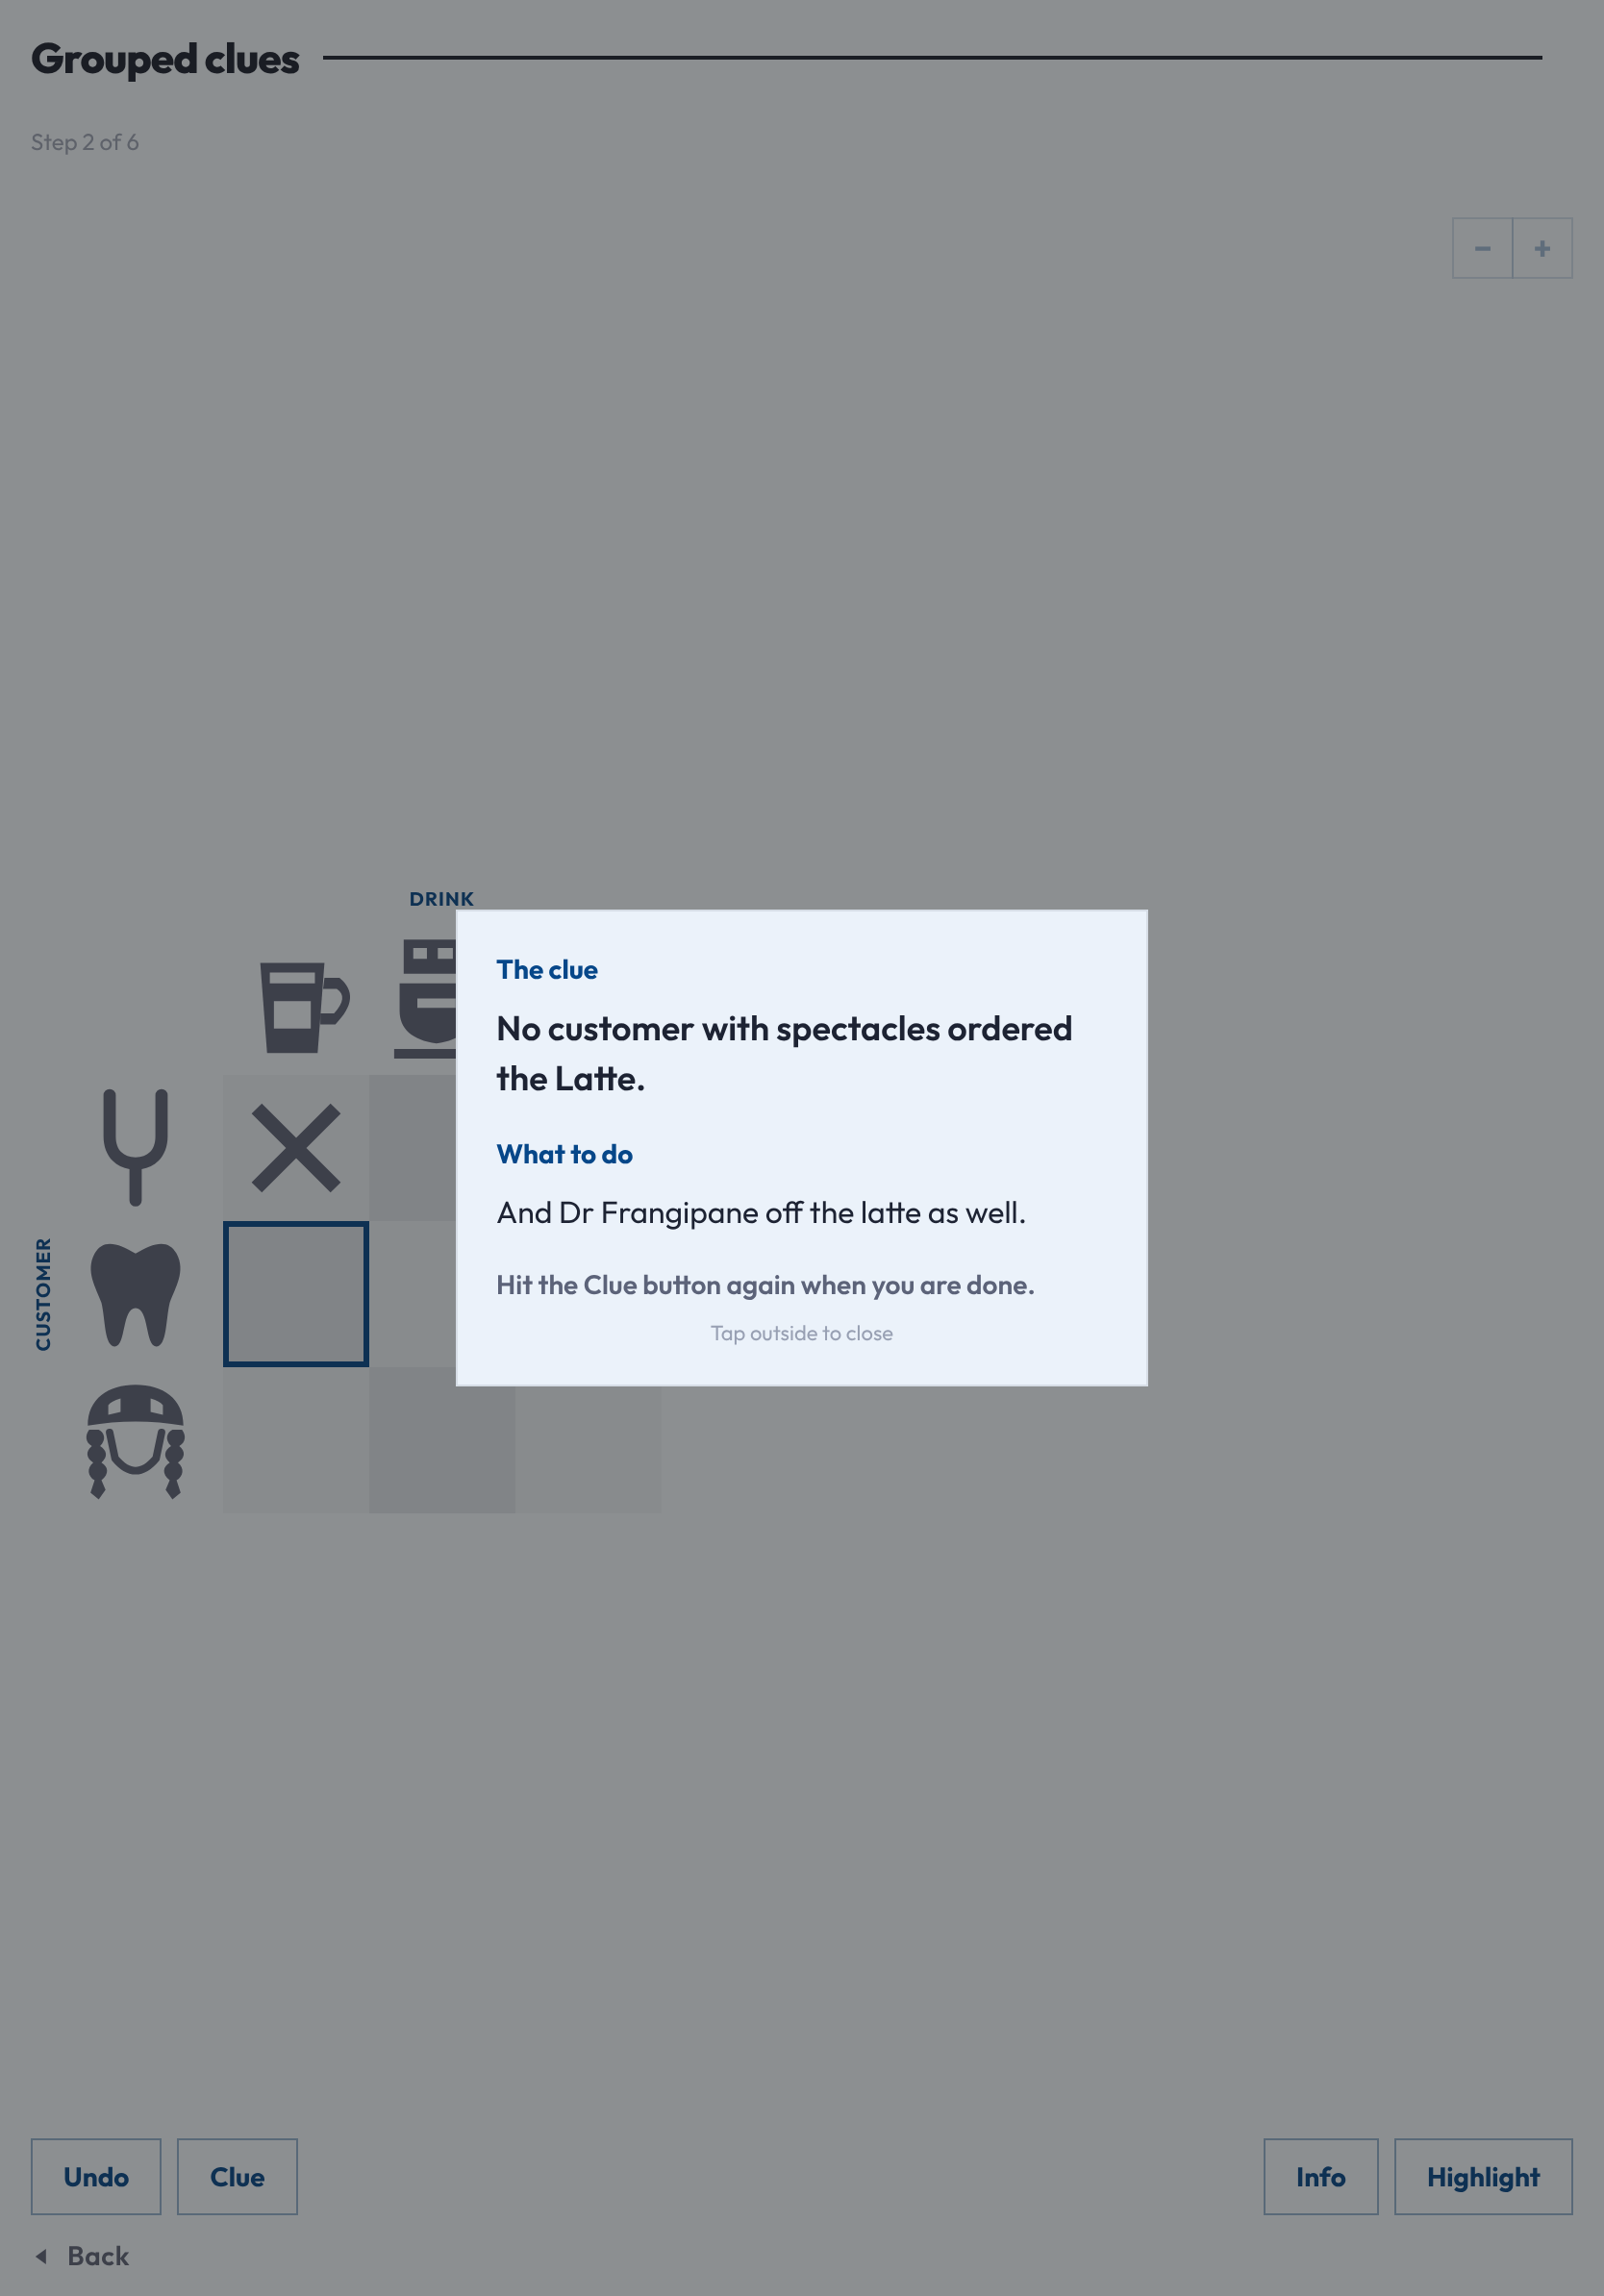 Grouped clues
Step 2 of 6
− +
DRINK
CUSTOMER
The clue
No customer with spectacles ordered
the Latte.
What to do
And Dr Frangipane off the latte as well.
Hit the Clue button again when you are done.
Tap outside to close
Undo
Clue
Info
Highlight
Back